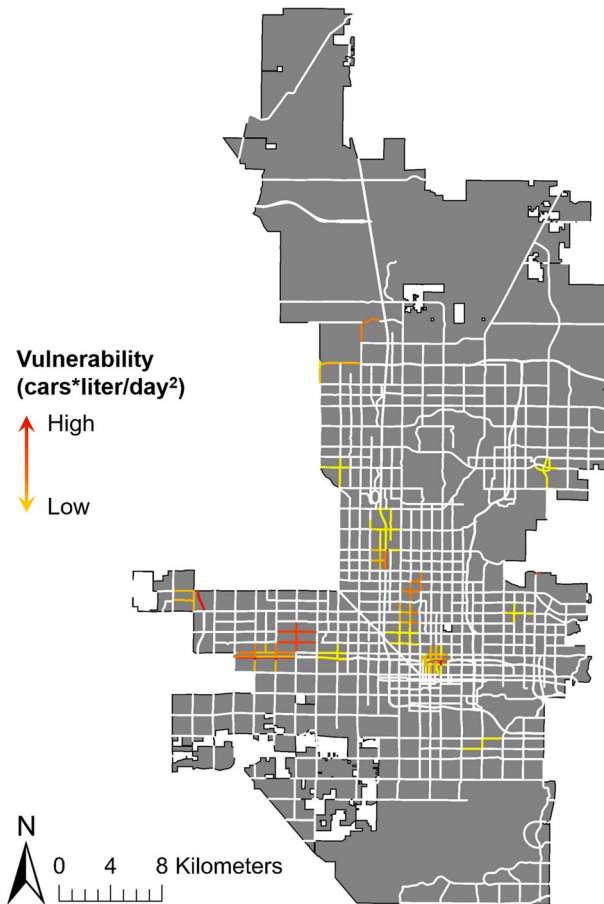 Vulnerability
(cars*liter/day²)
High
Low
N
0 4 8 Kilometers